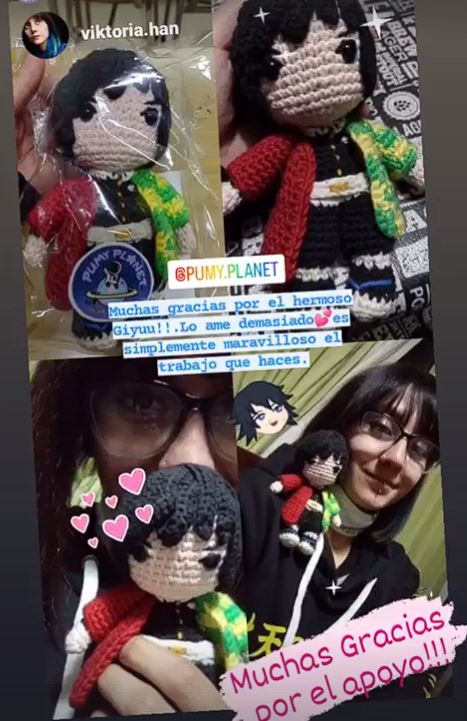 viktoria.han
PUMY PLANET
@PUMY.PLANET
Muchas gracias por el hermoso
Giyuu!!!.Lo ame demasiado💕es
simplemente maravilloso el
trabajo que haces.
Muchas Gracias
por el apoyo!!!